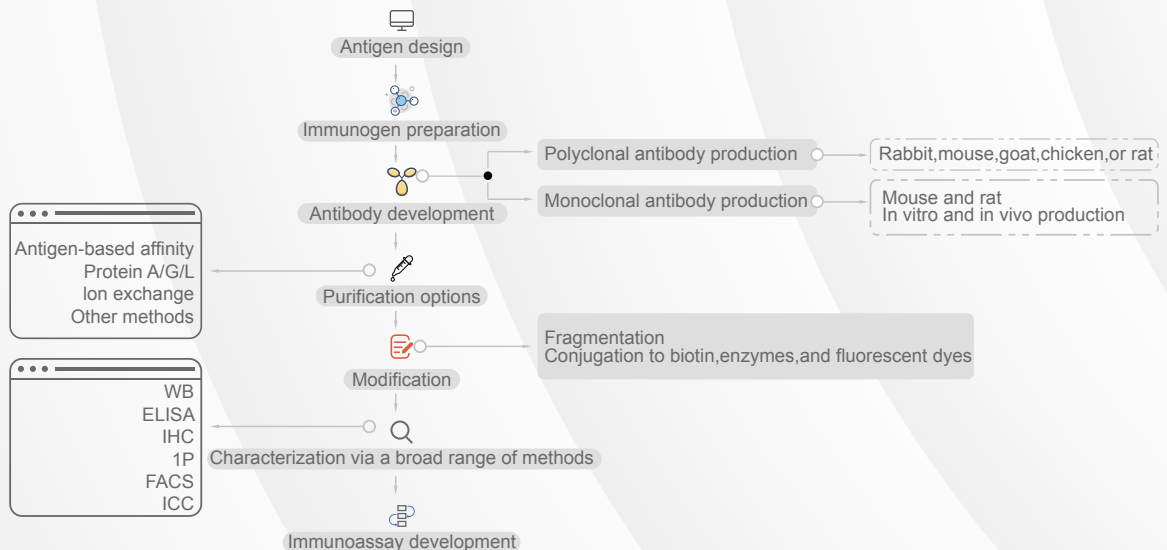 Antigen design
Immunogen preparation
Polyclonal antibody production
Rabbit,mouse,goat,chicken,or rat
Antibody development
Monoclonal antibody production
Mouse and rat
In vitro and in vivo production
Antigen-based affinity
Protein A/G/L
Ion exchange
Other methods
Purification options
Fragmentation
Conjugation to biotin,enzymes,and fluorescent dyes
Modification
WB
ELISA
IHC
1P
FACS
ICC
Characterization via a broad range of methods
Immunoassay development